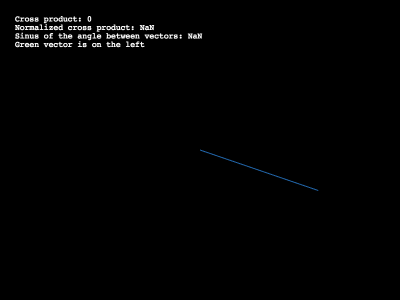 Cross product: 0
Normalized cross product: NaN
Sinus of the angle between vectors: NaN
Green vector is on the left